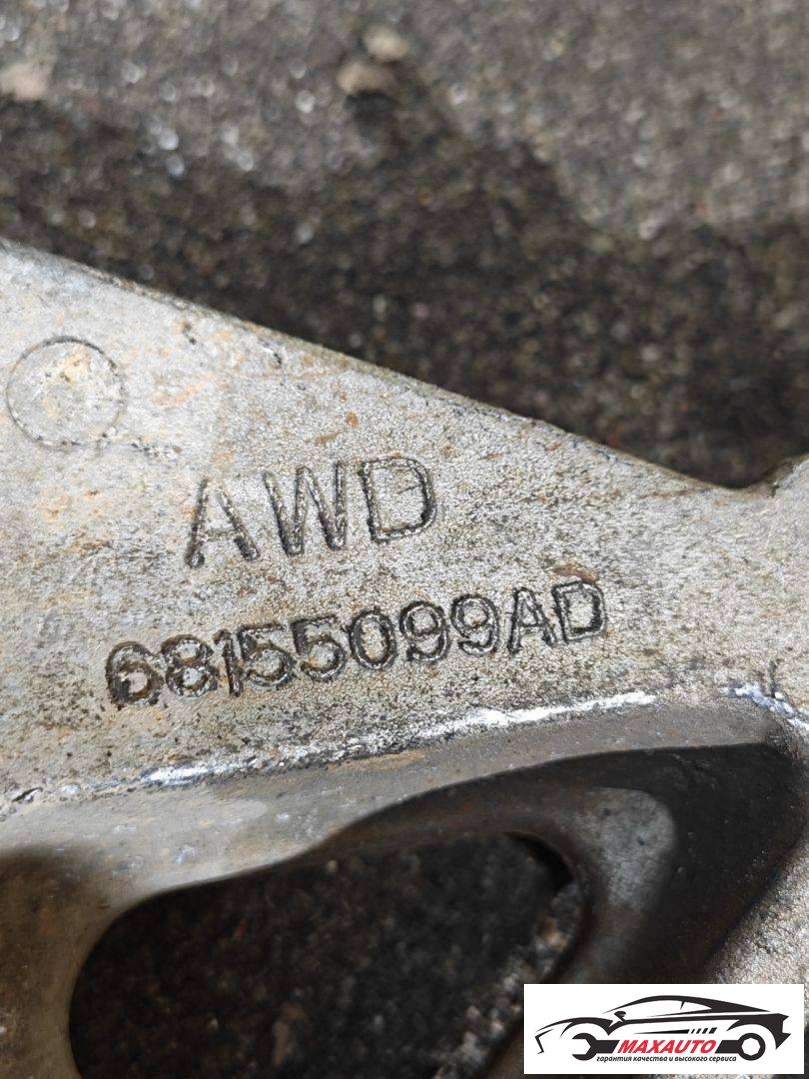 AWD
68155099AD
MAXAUTO
гарантия качества и высокого сервиса